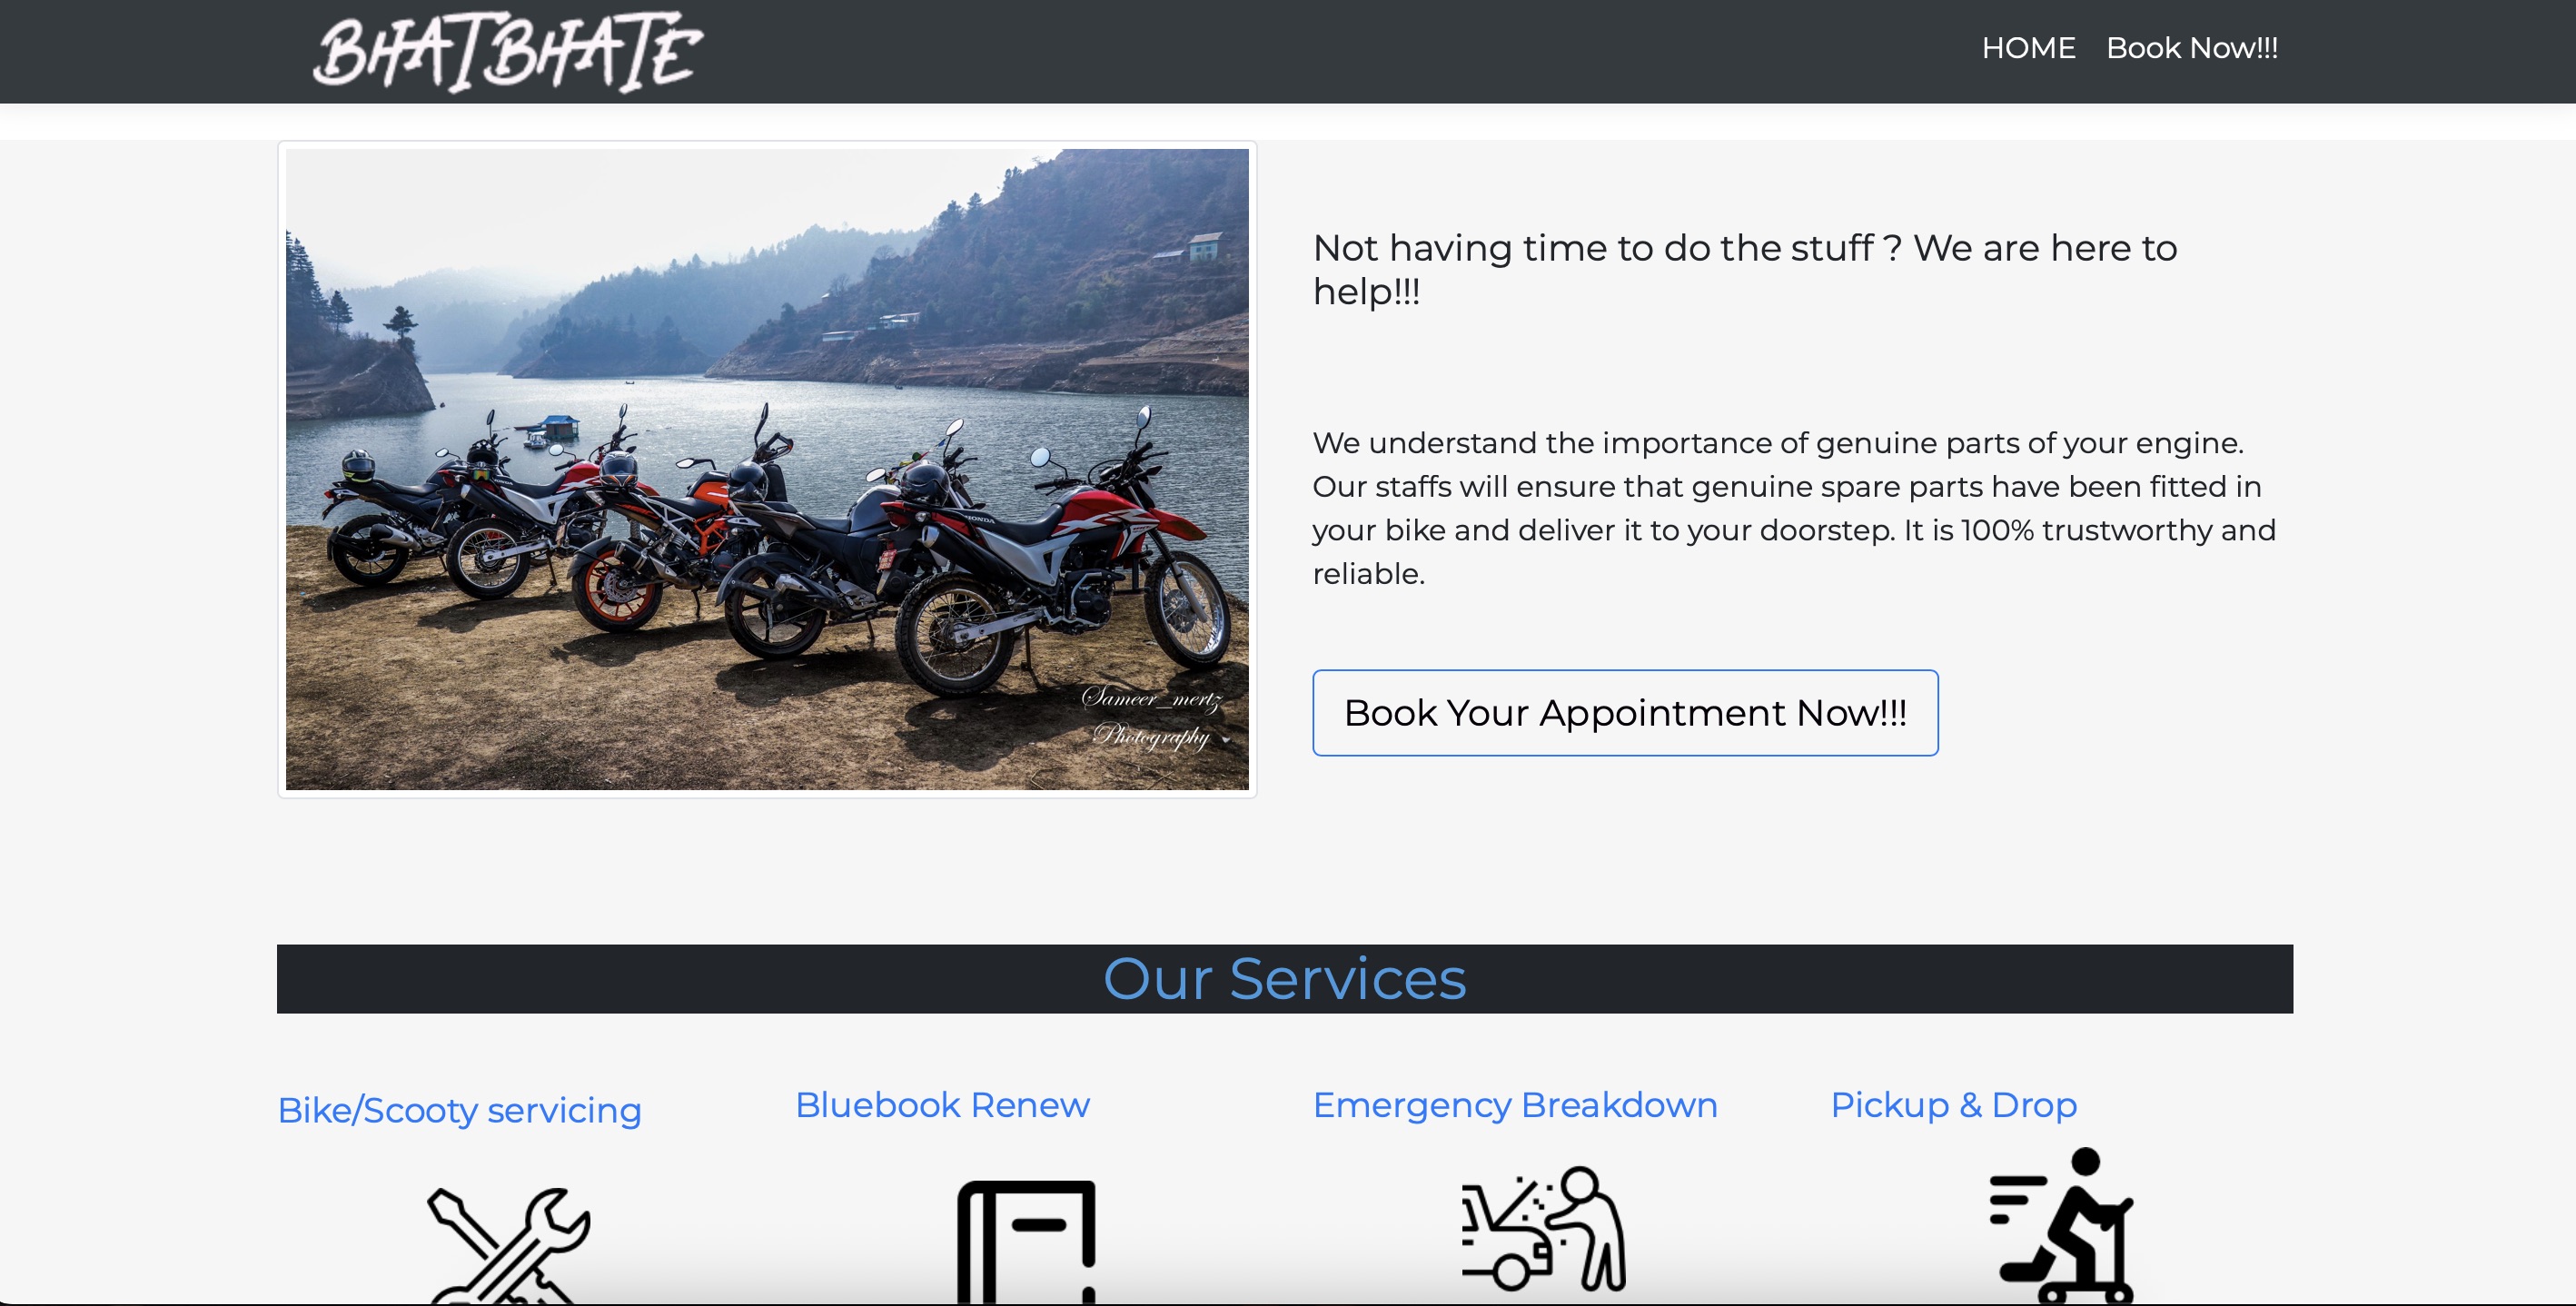 BHATBHATE
HOME Book Now!!!
Not having time to do the stuff ? We are here to
help!!!
We understand the importance of genuine parts of your engine.
Our staffs will ensure that genuine spare parts have been fitted in
your bike and deliver it to your doorstep. It is 100% trustworthy and
reliable.
HONDA
Sameer_mertz
Photography
Book Your Appointment Now!!!
Our Services
Bike/Scooty servicing
Bluebook Renew
Emergency Breakdown
Pickup & Drop